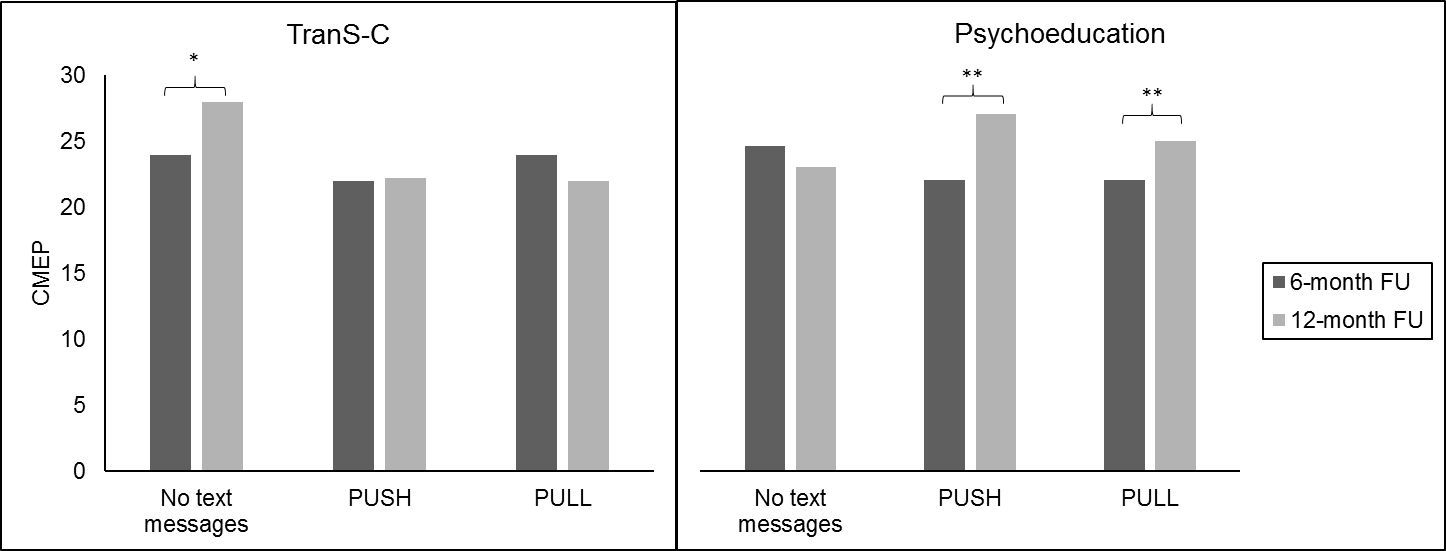 TranS-C
*
30
25
20
15
10
5
0
CMEP
No text
messages
PUSH
PULL
Psychoeducation
**
**
No text
messages
PUSH
PULL
6-month FU
12-month FU